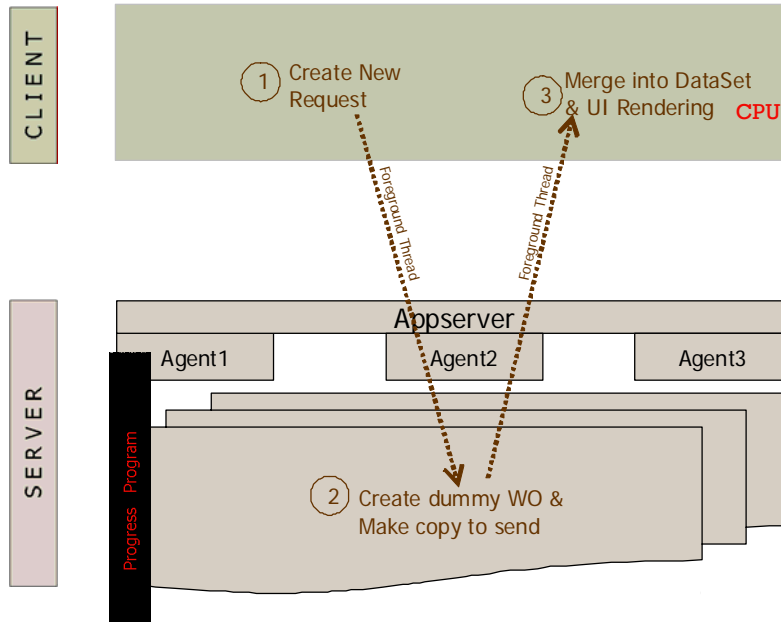 CLIENT
1
Create New
Request
3
Merge into DataSet
& UI Rendering
CPU
Foreground Thread
Foreground Thread
SERVER
Appserver
Agent1
Agent2
Agent3
Progress Program
2
Create dummy WO &
Make copy to send